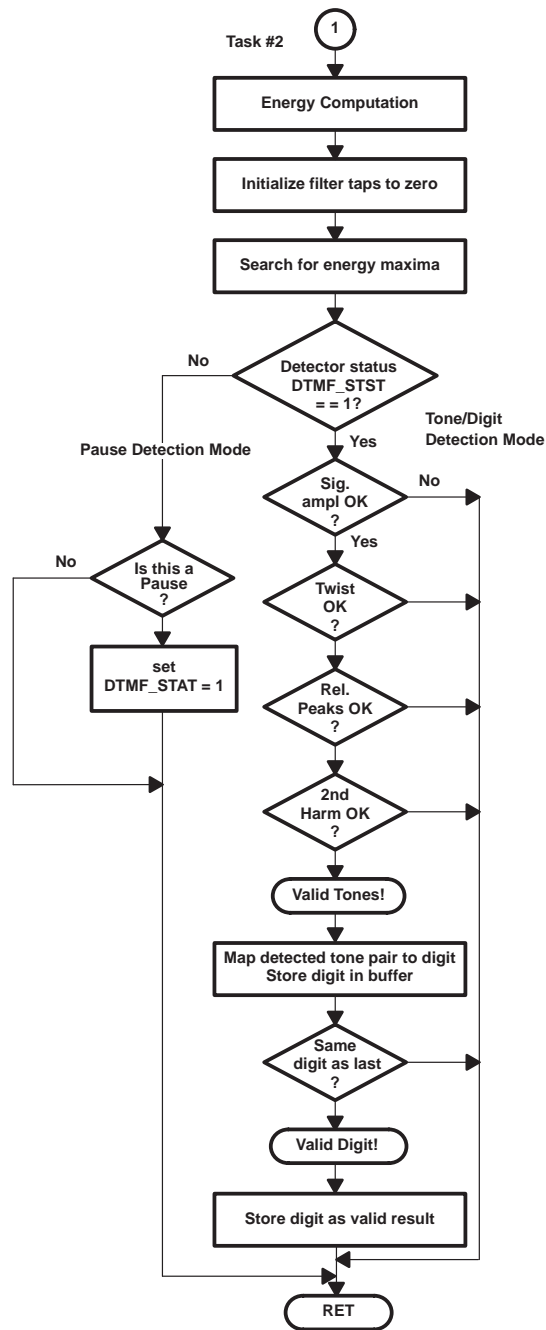 Task #2
1
Energy Computation
Initialize filter taps to zero
Search for energy maxima
No
Detector status
DTMF_STST
= = 1?
Tone/Digit
Detection Mode
Yes
Pause Detection Mode
Sig.
ampl OK
?
No
Yes
No
Is this a
Pause
?
Twist
OK
?
set
DTMF_STAT = 1
Rel.
Peaks OK
?
2nd
Harm OK
?
Valid Tones!
Map detected tone pair to digit
Store digit in buffer
Same
digit as last
?
Valid Digit!
Store digit as valid result
RET